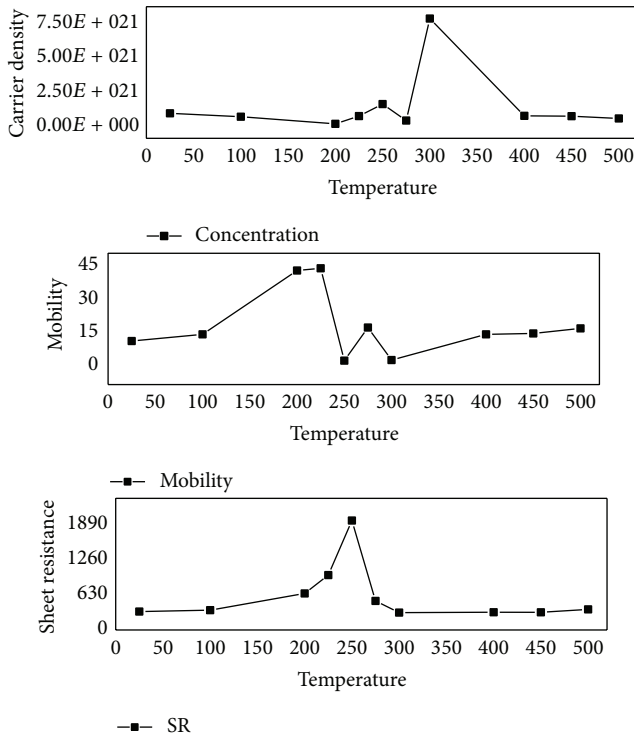 Carrier density
7.50E + 021
5.00E + 021
2.50E + 021
0.00E + 000
0 50 100 150 200 250 300 350 400 450 500
Temperature
Concentration
Mobility
45
30
15
0
0 50 100 150 200 250 300 350 400 450 500
Temperature
Mobility
Sheet resistance
1890
1260
630
0
0 50 100 150 200 250 300 350 400 450 500
Temperature
SR